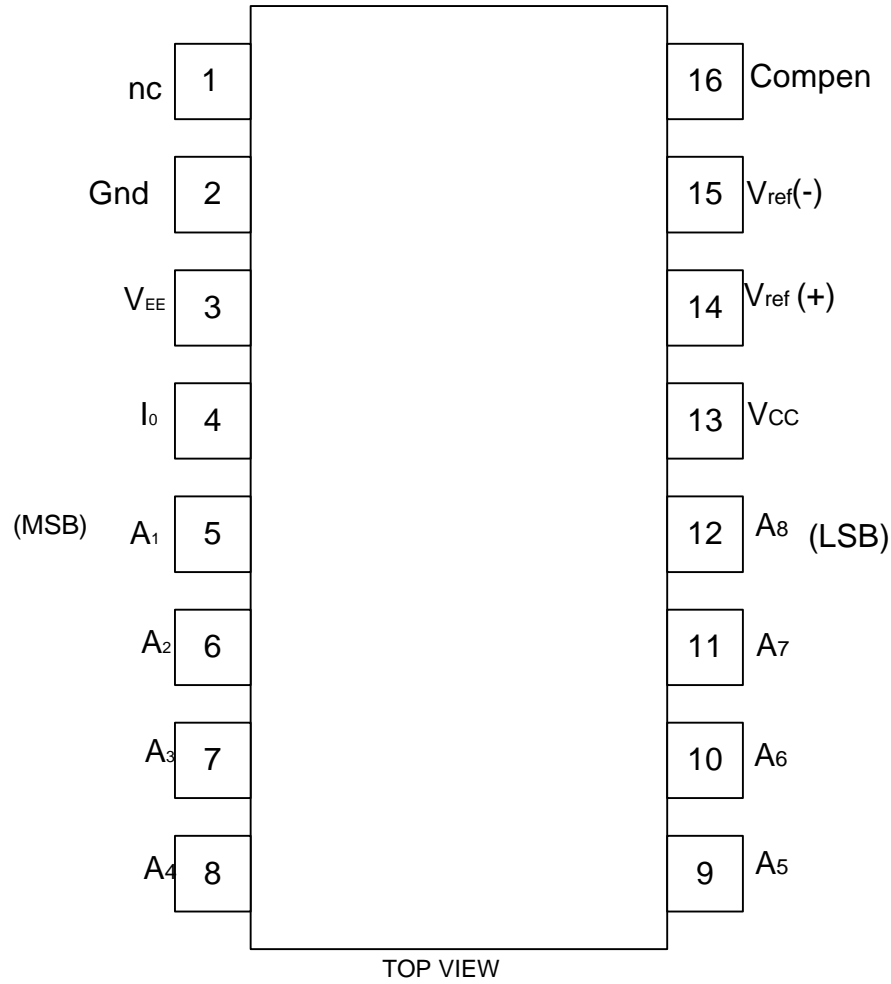 nc 1 16 Compen
Gnd 2 15 Vref(-)
VEE 3 14 Vref (+)
I0 4 13 VCC
(MSB) A1 5 12 A8 (LSB)
A2 6 11 A7
A3 7 10 A6
A4 8 9 A5
TOP VIEW